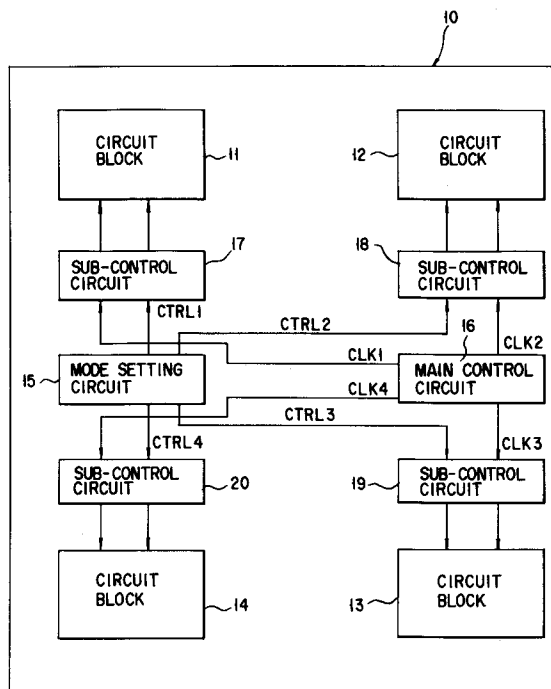 10
CIRCUIT
BLOCK
11
CIRCUIT
BLOCK
12
17
SUB-CONTROL
CIRCUIT
18
SUB-CONTROL
CIRCUIT
CTRL1
CTRL2
16
CLK2
CLK1
15
MODE SETTING
CIRCUIT
MAIN CONTROL
CIRCUIT
CLK4
CTRL3
CTRL4
CLK3
SUB-CONTROL
CIRCUIT
20
19
SUB-CONTROL
CIRCUIT
CIRCUIT
BLOCK
14
CIRCUIT
BLOCK
13